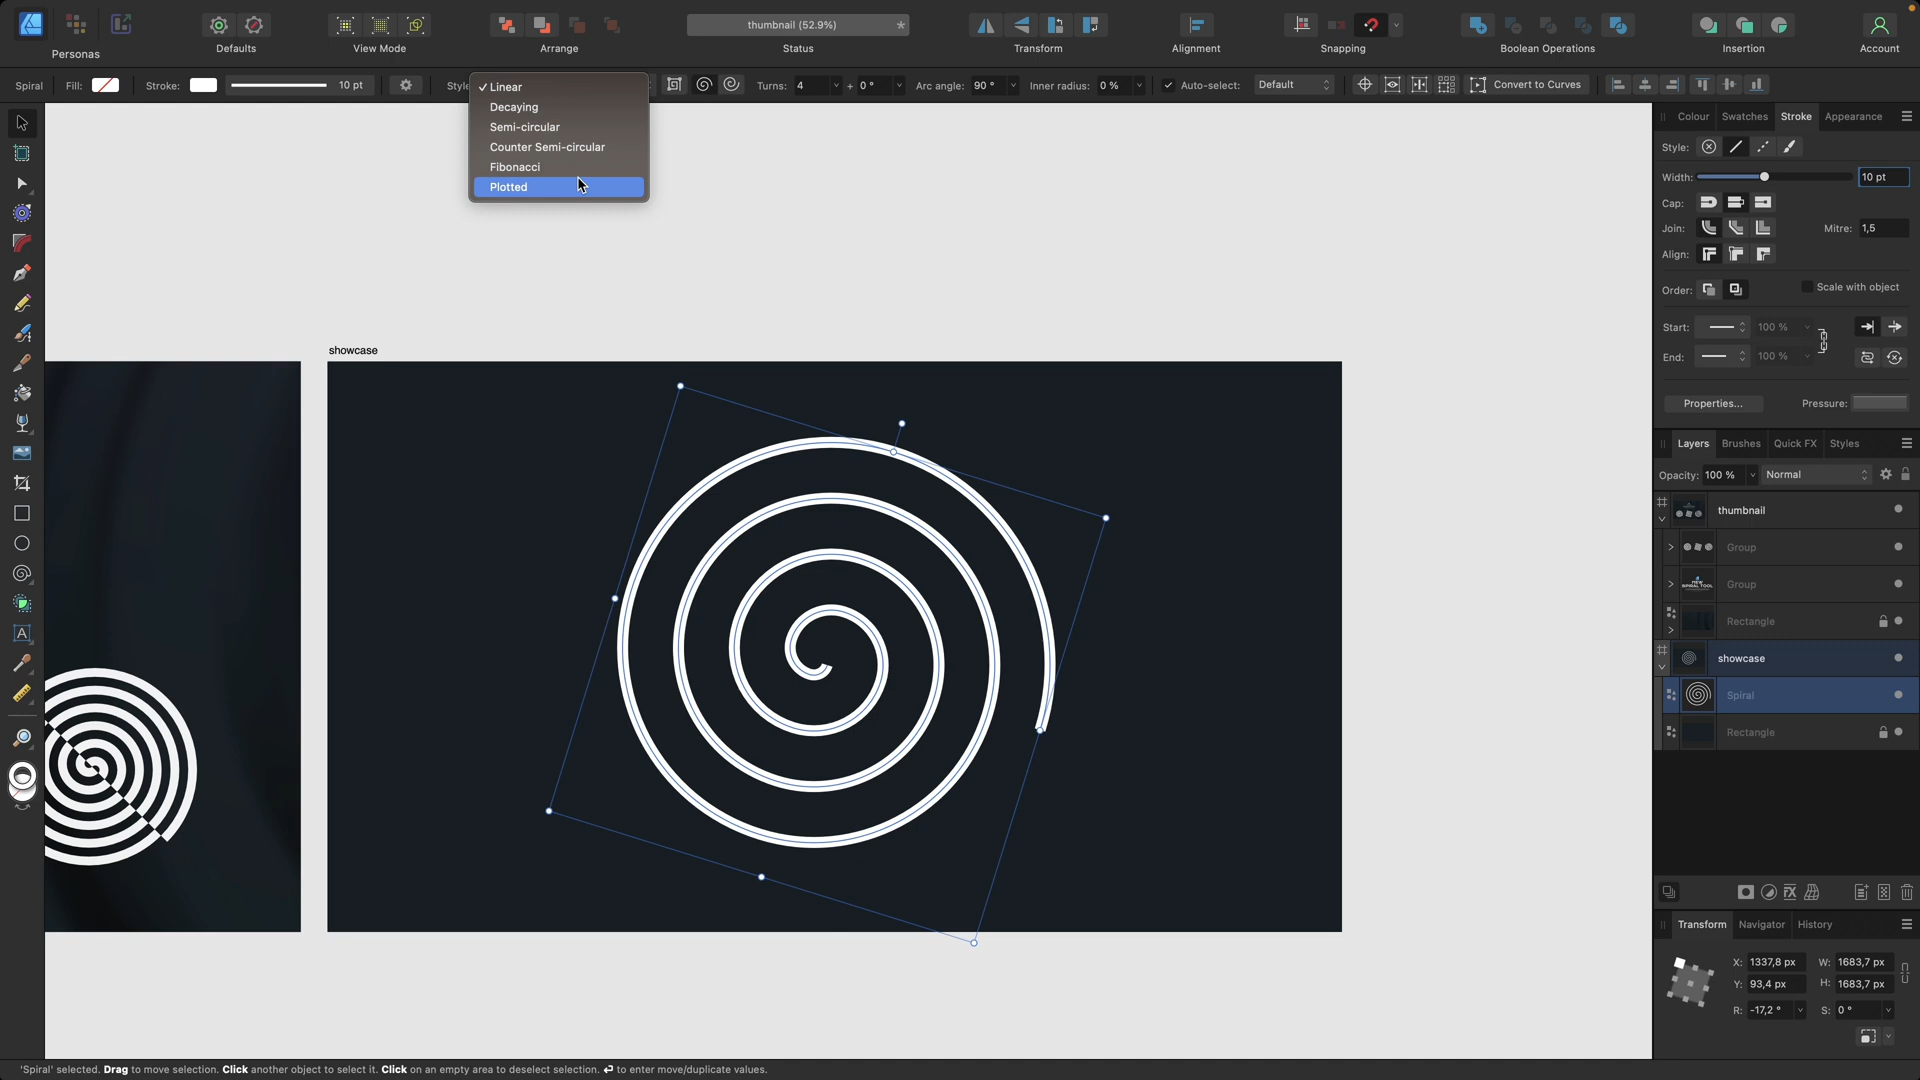 Personas
Defaults
View Mode
Arrange
thumbnail (52.9%)
*
Status
Transform
Alignment
Snapping
Boolean Operations
Insertion
Account
Spiral
Fill:
Stroke:
10 pt
Turns:
4
+
0 °
Arc angle:
90 °
Inner radius:
0 %
Auto-select:
Default
Convert to Curves
✓ Linear
Decaying
Semi-circular
Counter Semi-circular
Fibonacci
Plotted
Colour
Swatches
Stroke
Appearance
Style:
Width:
10 pt
Cap:
Join:
Mitre:
1,5
Align:
Order:
Scale with object
Start:
100 %
End:
100 %
Properties...
Pressure:
showcase
Layers
Brushes
Quick FX
Styles
Opacity:
100 %
Normal
thumbnail
Group
Group
Rectangle
showcase
Spiral
Rectangle
Transform
Navigator
History
X:
1337,8 px
W:
1683,7 px
Y:
93,4 px
H:
1683,7 px
R:
-17,2 °
S:
0 °
'Spiral' selected. Drag to move selection. Click another object to select it. Click on an empty area to deselect selection. ⏎ to enter move/duplicate values.